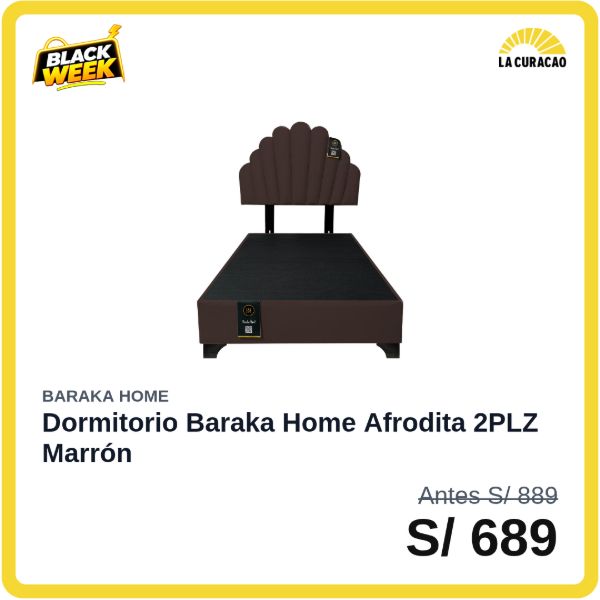 BLACK
WEEK
LA CURACAO
BARAKA HOME
Dormitorio Baraka Home Afrodita 2PLZ
Marrón
Antes S/ 889
S/ 689